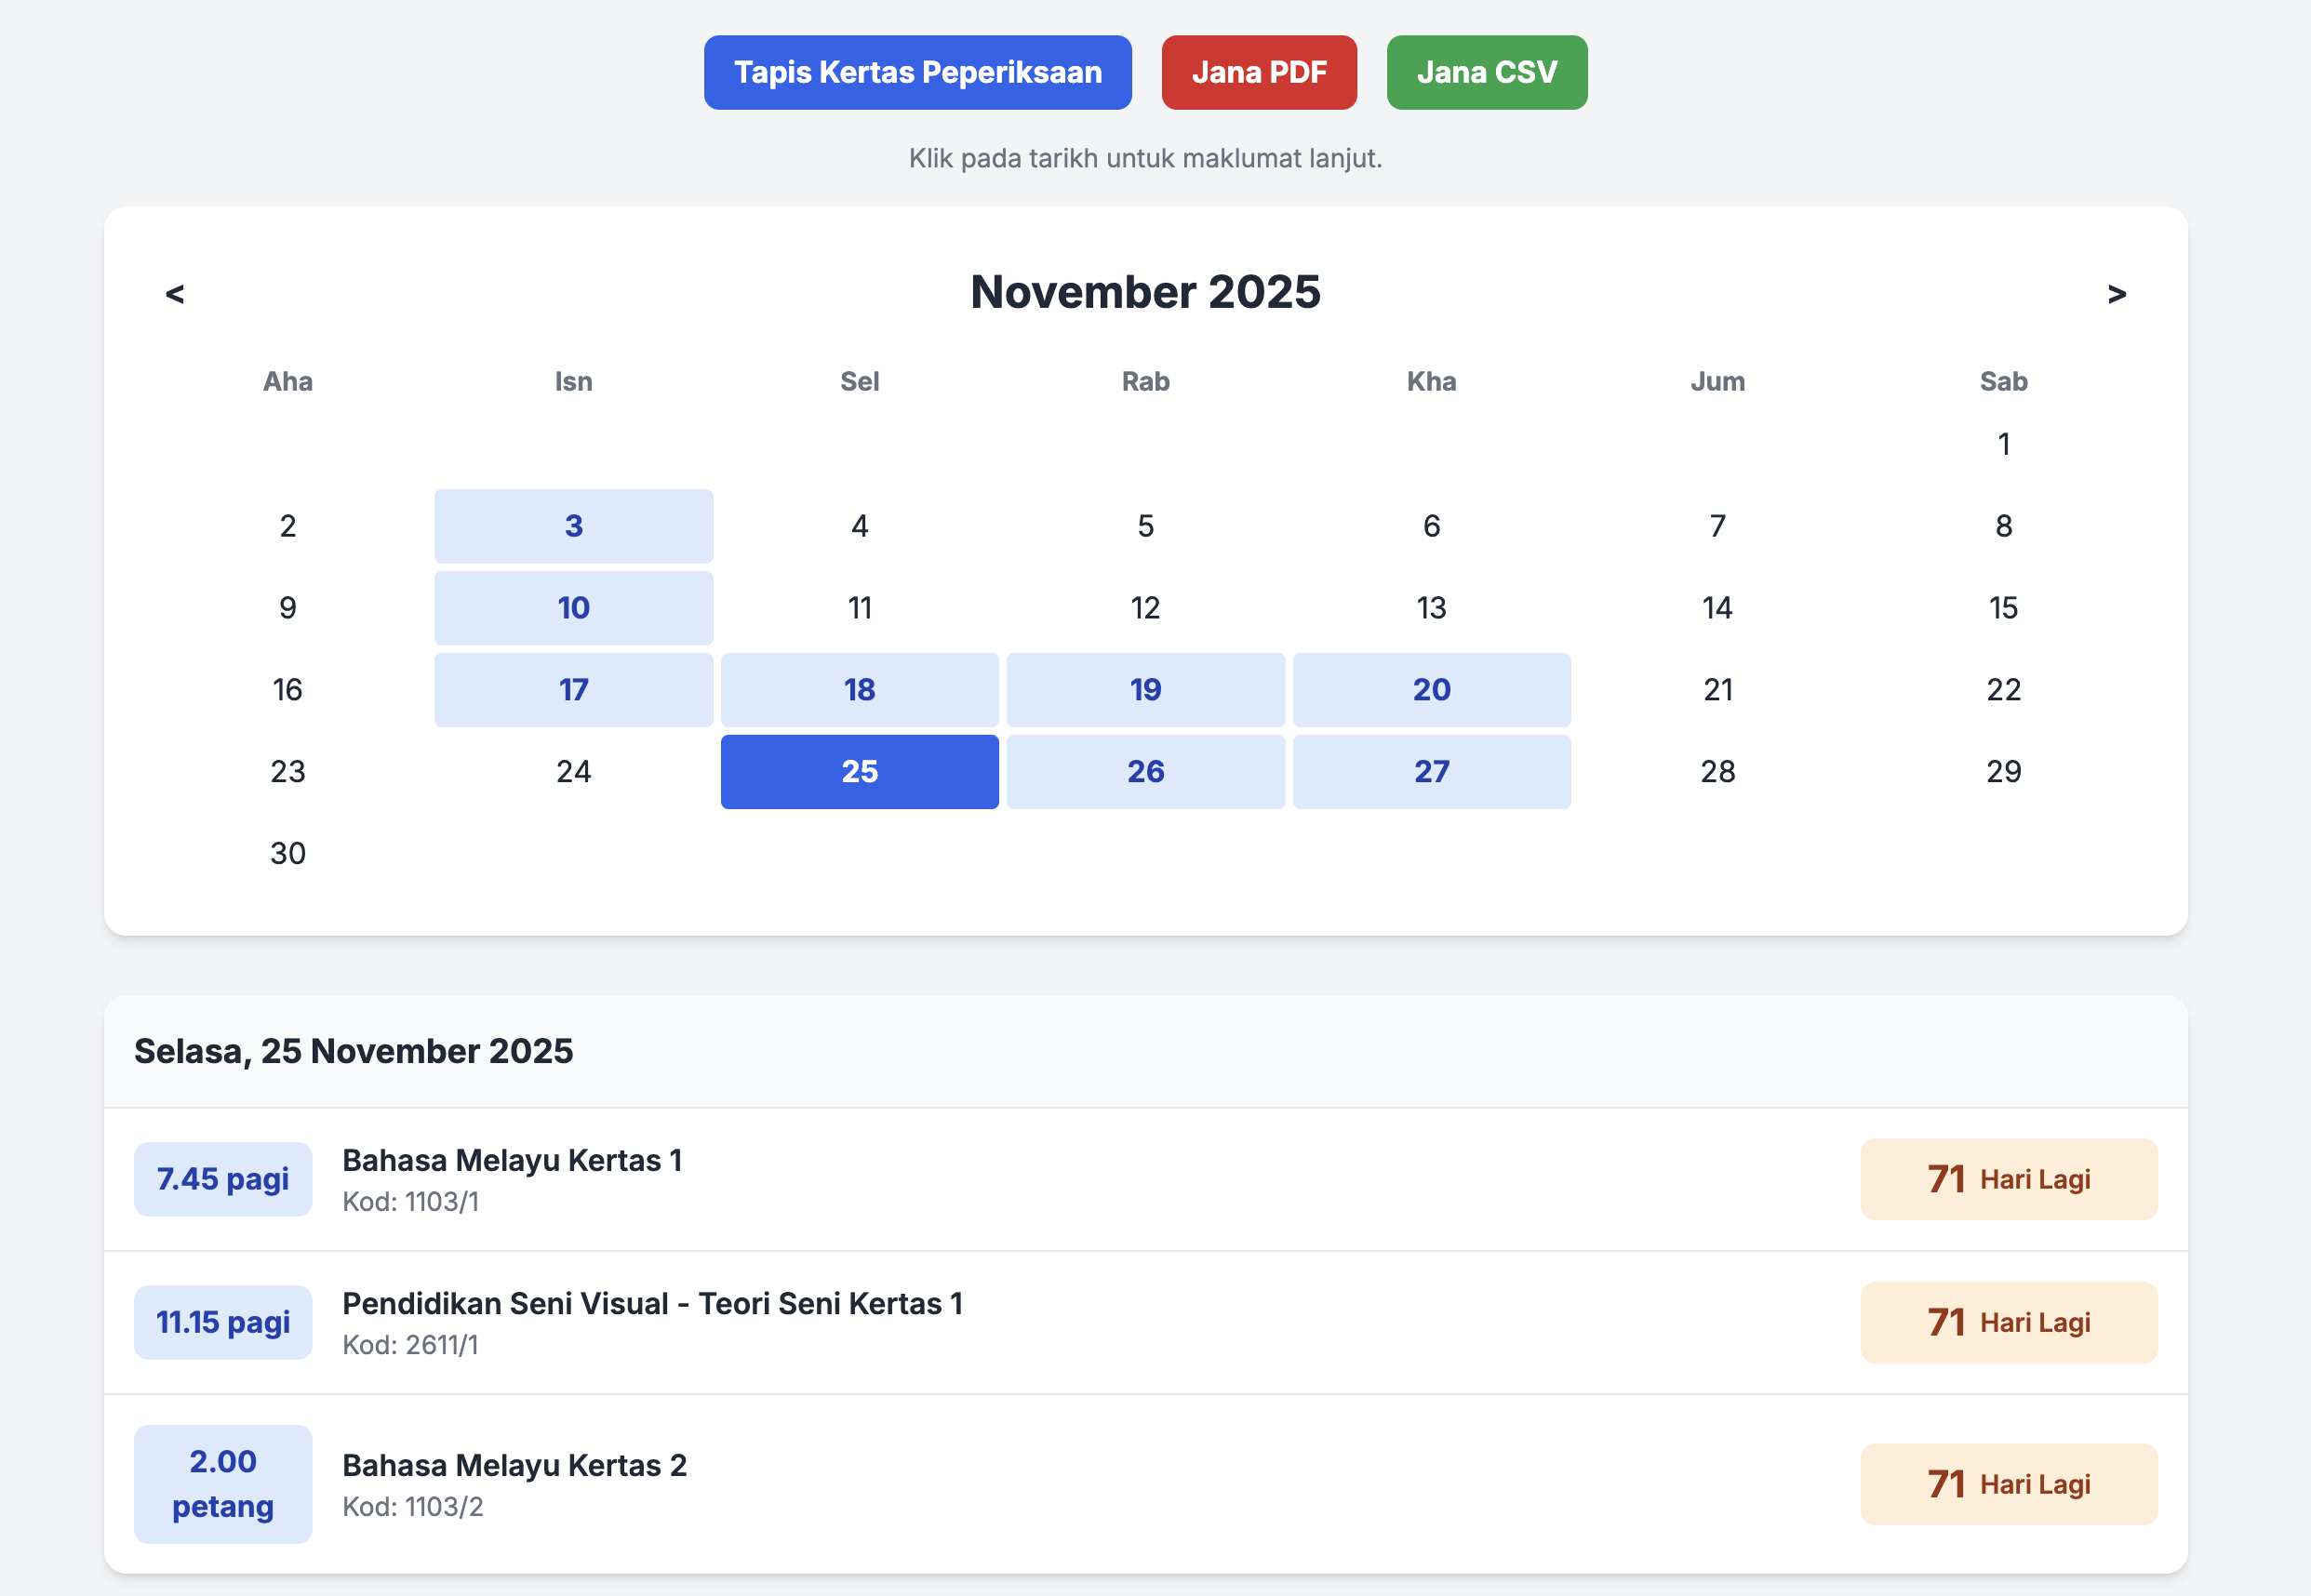 Tapis Kertas Peperiksaan Jana PDF Jana CSV
Klik pada tarikh untuk maklumat lanjut.
< November 2025 >
Aha Isn Sel Rab Kha Jum Sab
1
2 3 4 5 6 7 8
9 10 11 12 13 14 15
16 17 18 19 20 21 22
23 24 25 26 27 28 29
30
Selasa, 25 November 2025
7.45 pagi
Bahasa Melayu Kertas 1
Kod: 1103/1
71 Hari Lagi
11.15 pagi
Pendidikan Seni Visual - Teori Seni Kertas 1
Kod: 2611/1
71 Hari Lagi
2.00
petang
Bahasa Melayu Kertas 2
Kod: 1103/2
71 Hari Lagi